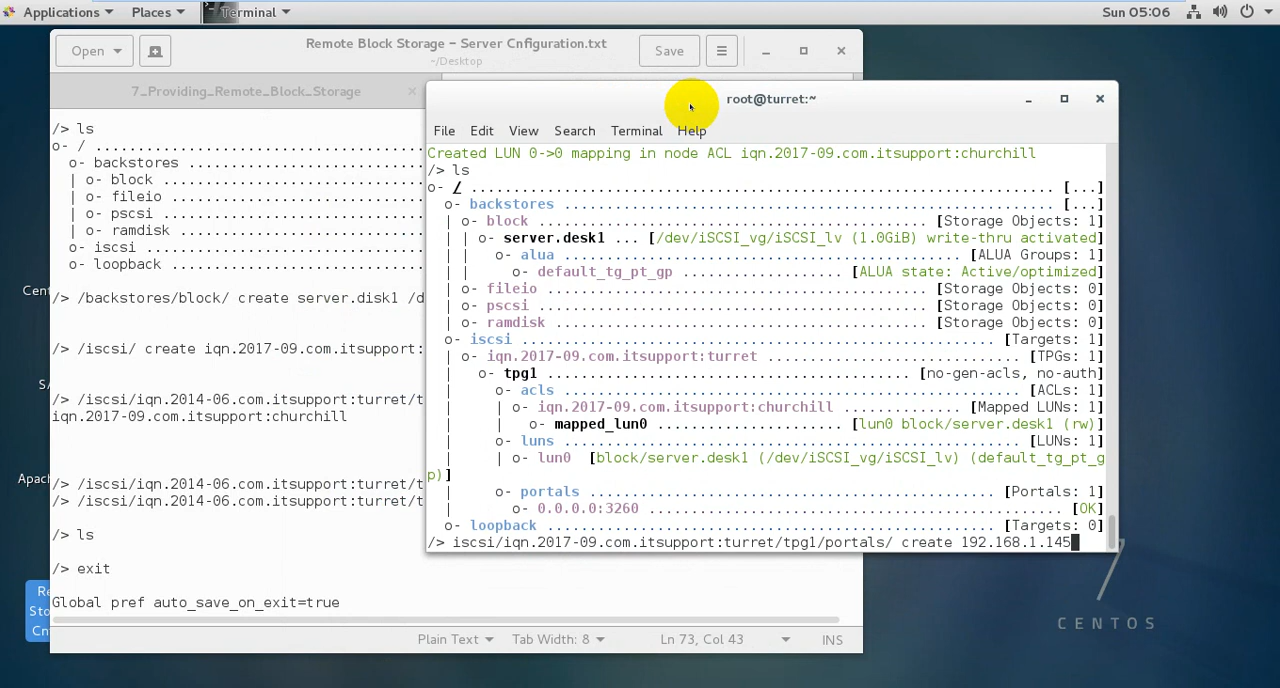 Applications Places Terminal Sun 05:06
Open Remote Block Storage – Server Cnfiguration.txt Save
~/Desktop
7_Providing_Remote_Block_Storage
/> ls
o- / ......................................
o- backstores .............................
| o- block ................................
| o- fileio ...............................
| o- pscsi ................................
| o- ramdisk ..............................
o- iscsi ..................................
o- loopback ...............................
/> /backstores/block/ create server.disk1 /d
/> /iscsi/ create iqn.2017-09.com.itsupport:
/> /iscsi/iqn.2014-06.com.itsupport:turret/t
iqn.2017-09.com.itsupport:churchill
/> /iscsi/iqn.2014-06.com.itsupport:turret/t
/> /iscsi/iqn.2014-06.com.itsupport:turret/t
/> ls
/> exit
Global pref auto_save_on_exit=true
Plain Text Tab Width: 8 Ln 73, Col 43 INS
root@turret:~
File Edit View Search Terminal Help
Created LUN 0->0 mapping in node ACL iqn.2017-09.com.itsupport:churchill
/> ls
o- / ..................................................................... [...]
o- backstores .......................................................... [...]
| o- block .............................................. [Storage Objects: 1]
| | o- server.desk1 ... [/dev/iSCSI_vg/iSCSI_lv (1.0GiB) write-thru activated]
| | o- alua ............................................... [ALUA Groups: 1]
| | o- default_tg_pt_gp ................... [ALUA state: Active/optimized]
| o- fileio ............................................. [Storage Objects: 0]
| o- pscsi .............................................. [Storage Objects: 0]
| o- ramdisk ............................................ [Storage Objects: 0]
o- iscsi ........................................................ [Targets: 1]
| o- iqn.2017-09.com.itsupport:turret .............................. [TPGs: 1]
| o- tpg1 ........................................... [no-gen-acls, no-auth]
| o- acls ...................................................... [ACLs: 1]
| | o- iqn.2017-09.com.itsupport:churchill .............. [Mapped LUNs: 1]
| | o- mapped_lun0 ................... [lun0 block/server.desk1 (rw)]
| o- luns ...................................................... [LUNs: 1]
| | o- lun0 [block/server.desk1 (/dev/iSCSI_vg/iSCSI_lv) (default_tg_pt_g
p)]
| o- portals ................................................ [Portals: 1]
| o- 0.0.0.0:3260 ................................................. [OK]
o- loopback ..................................................... [Targets: 0]
/> iscsi/iqn.2017-09.com.itsupport:turret/tpg1/portals/ create 192.168.1.145
Cen
S/
Apach
Re
Sto
Cn
7
CENTOS